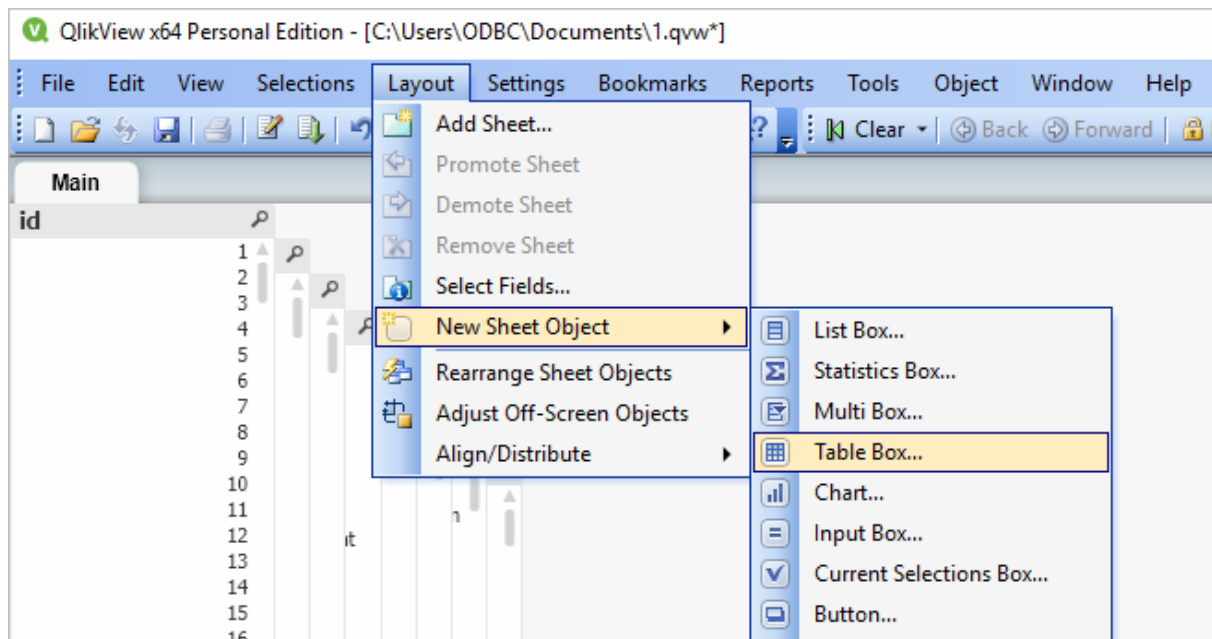 QlikView x64 Personal Edition - [C:\Users\ODBC\Documents\1.qvw*]
File Edit View Selections Layout Settings Bookmarks Reports Tools Object Window Help
Clear Back Forward
Main
id
Add Sheet...
Promote Sheet
Demote Sheet
Remove Sheet
Select Fields...
New Sheet Object
Rearrange Sheet Objects
Adjust Off-Screen Objects
Align/Distribute
List Box...
Statistics Box...
Multi Box...
Table Box...
Chart...
Input Box...
Current Selections Box...
Button...
1
2
3
4
5
6
7
8
9
10
11
12
13
14
15
16